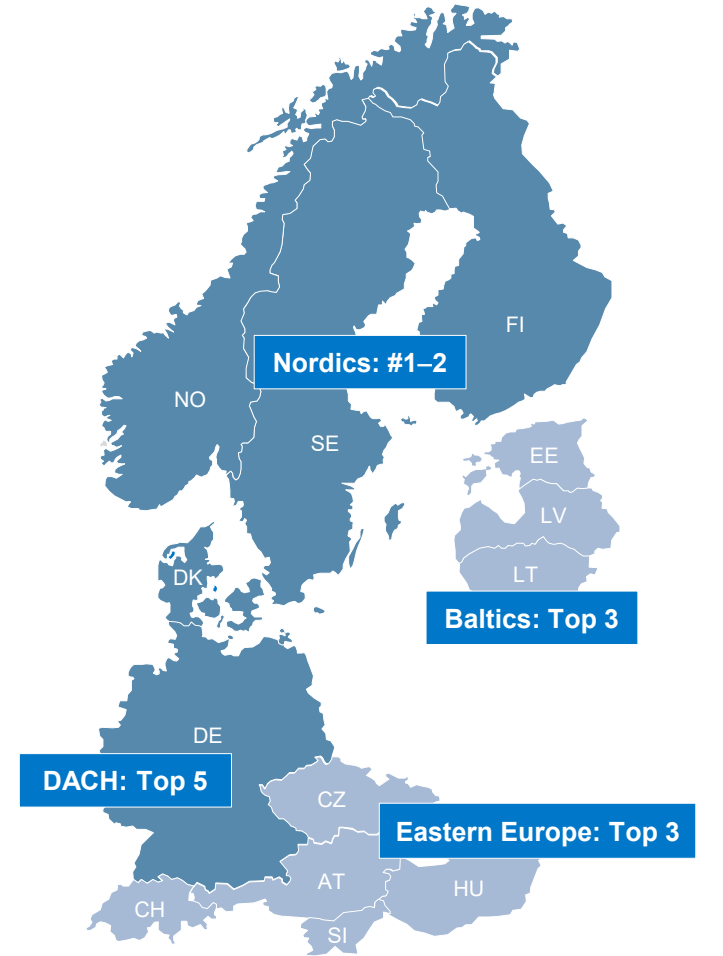 FI
Nordics: #1–2
NO
SE
EE
LV
LT
DK
Baltics: Top 3
DE
DACH: Top 5
CZ
Eastern Europe: Top 3
AT
HU
CH
SI